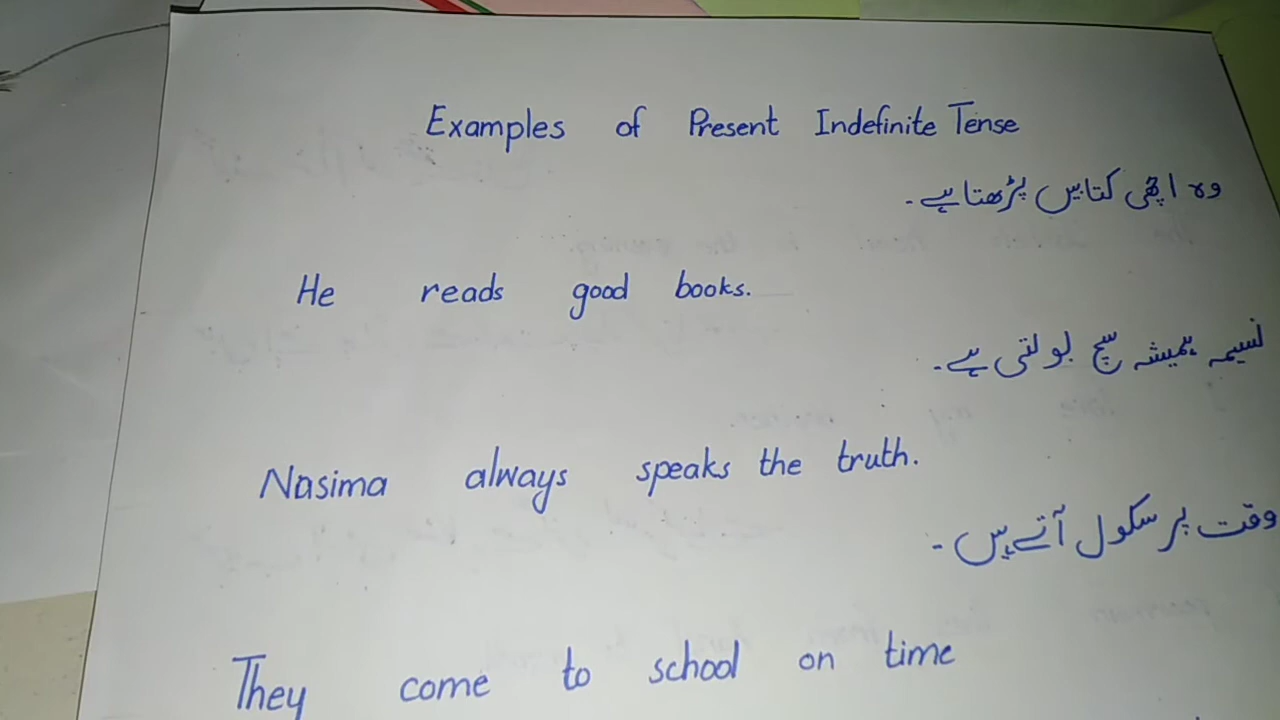 Examples of Present Indefinite Tense
وہ اچھی کتابیں پڑھتا ہے۔
He reads good books.
نسیمہ ہمیشہ سچ بولتی ہے۔
Nasima always speaks the truth.
وقت پر سکول آتے ہیں۔
They come to school on time